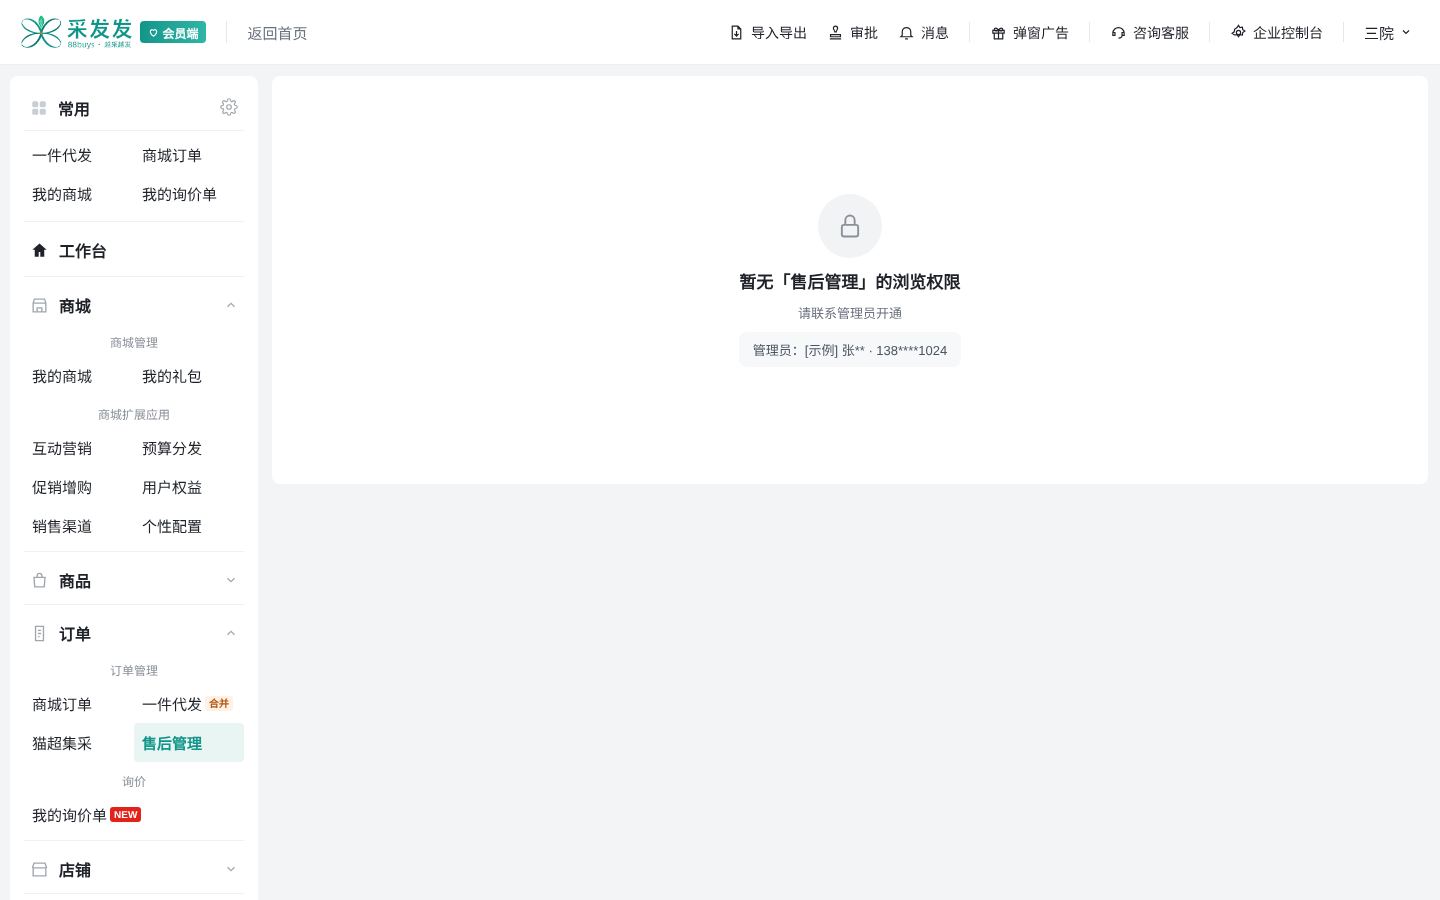 采发发
88buys · 越采越发
会员端
返回首页
导入导出
审批
消息
弹窗广告
咨询客服
企业控制台
三院
常用
一件代发 商城订单
我的商城 我的询价单
工作台
商城
商城管理
我的商城 我的礼包
商城扩展应用
互动营销 预算分发
促销增购 用户权益
销售渠道 个性配置
商品
订单
订单管理
商城订单 一件代发 合并
猫超集采 售后管理
询价
我的询价单 NEW
店铺
暂无「售后管理」的浏览权限
请联系管理员开通
管理员：[示例] 张** · 138****1024